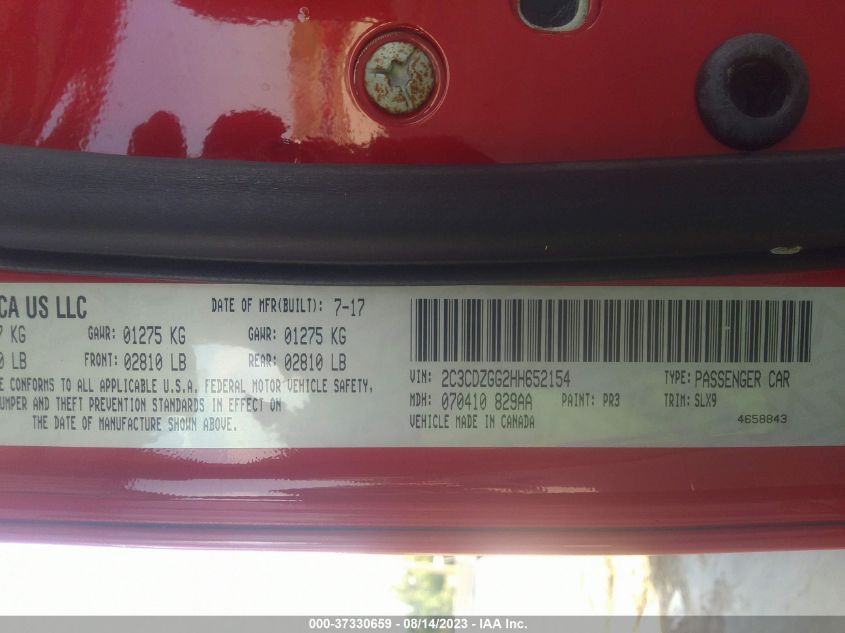 CA US LLC DATE OF MFR(BUILT): 7-17
KG GAWR: 01275 KG GAWR: 01275 KG
LB FRONT: 02810 LB REAR: 02810 LB
CONFORMS TO ALL APPLICABLE U.S.A. FEDERAL MOTOR VEHICLE SAFETY,
AND THEFT PREVENTION STANDARDS IN EFFECT ON
THE DATE OF MANUFACTURE SHOWN ABOVE.
VIN: 2C3CDZGG2HH652154 TYPE: PASSENGER CAR
MDH: 070410 829AA PAINT: PR3 TRIM: SLX9
VEHICLE MADE IN CANADA 4658843
000-37330659 - 08/14/2023 - IAA Inc.